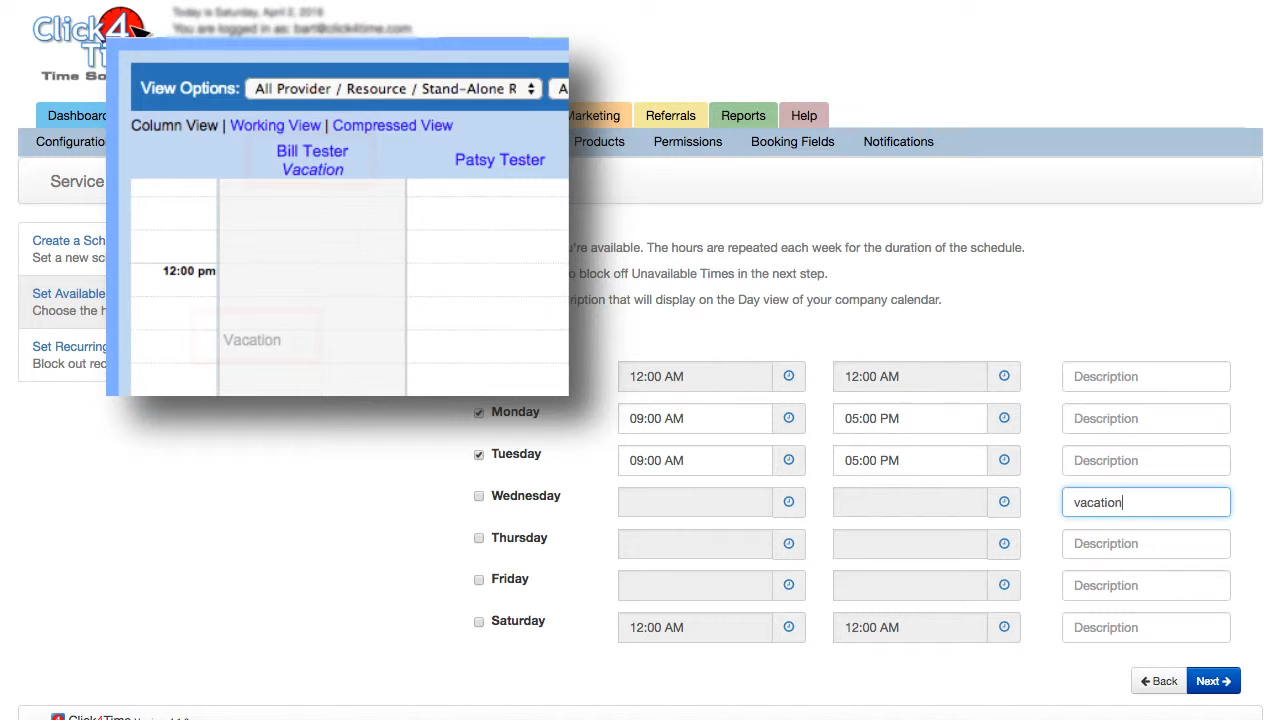 Click4
Ti
Time So
Today is Saturday, April 2, 2016
You are logged in as: bart@click4time.com
View Options: All Provider / Resource / Stand-Alone R A
Column View | Working View | Compressed View
Bill Tester
Vacation
Patsy Tester
12:00 pm
Vacation
Dashboard Marketing Referrals Reports Help
Configuratio Products Permissions Booking Fields Notifications
Service
Create a Sch
Set a new sc
Set Available
Choose the h
Set Recurring
Block out rec
're available. The hours are repeated each week for the duration of the schedule.
o block off Unavailable Times in the next step.
ription that will display on the Day view of your company calendar.
12:00 AM 12:00 AM Description
Monday 09:00 AM 05:00 PM Description
Tuesday 09:00 AM 05:00 PM Description
Wednesday vacation
Thursday Description
Friday Description
Saturday 12:00 AM 12:00 AM Description
Back Next
Click4Time